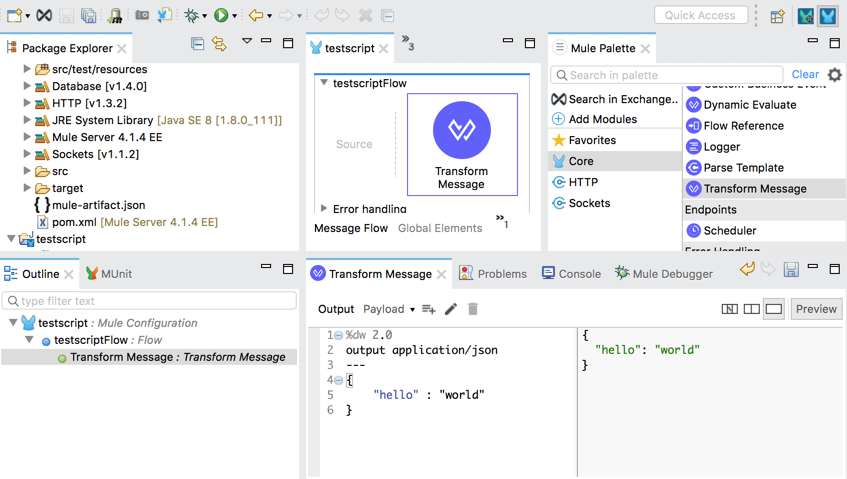 Quick Access
Package Explorer
src/test/resources
Database [v1.4.0]
HTTP [v1.3.2]
JRE System Library [Java SE 8 [1.8.0_111]]
Mule Server 4.1.4 EE
Sockets [v1.1.2]
src
target
mule-artifact.json
pom.xml [Mule Server 4.1.4 EE]
testscript
testscript
3
testscriptFlow
Source
Transform
Message
Error handling
Message Flow Global Elements
1
Mule Palette
Search in palette
Clear
Search in Exchange..
Add Modules
Favorites
Core
HTTP
Sockets
Custom Business Event
Dynamic Evaluate
Flow Reference
Logger
Parse Template
Transform Message
Endpoints
Scheduler
Error Handling
Outline
MUnit
type filter text
testscript : Mule Configuration
testscriptFlow : Flow
Transform Message : Transform Message
Transform Message
Problems
Console
Mule Debugger
Output Payload
Preview
1 %dw 2.0
2 output application/json
3 ---
4 {
5 "hello" : "world"
6 }
{
"hello": "world"
}